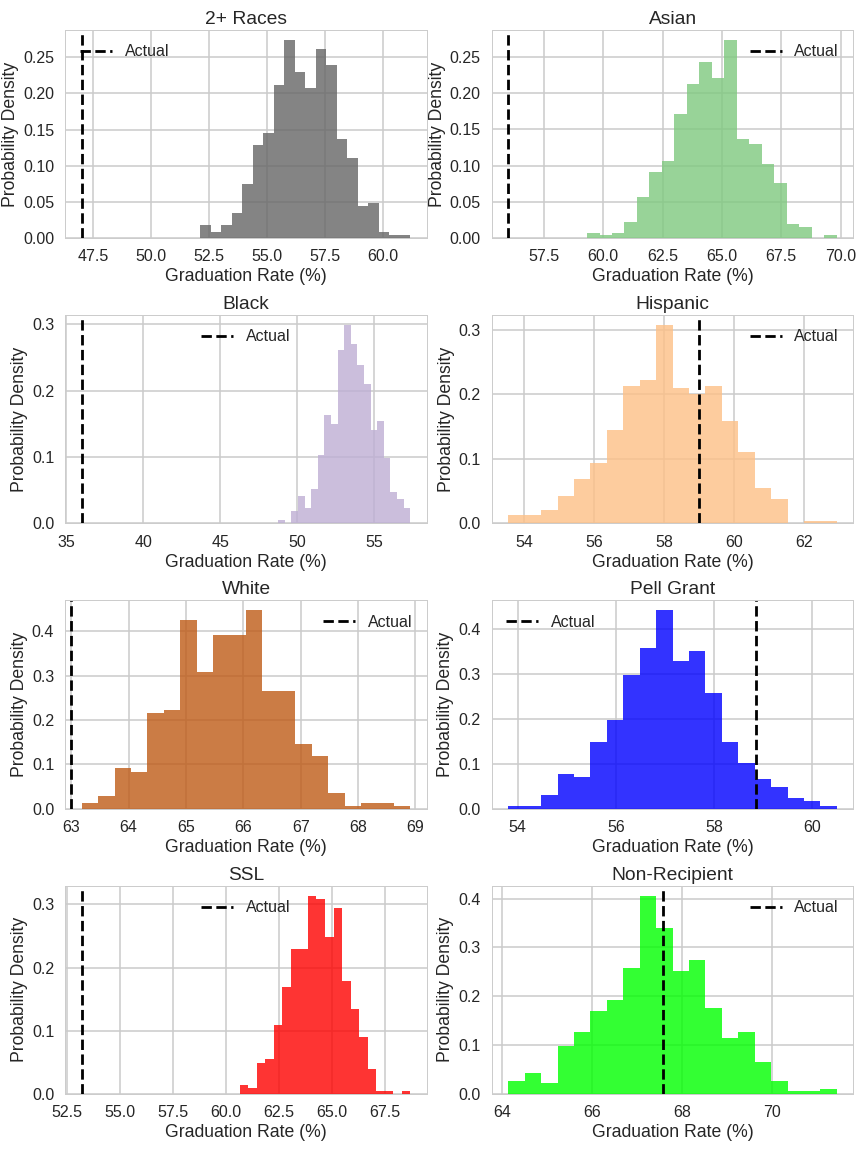 2+ Races
Asian
Probability Density
0.00
0.05
0.10
0.15
0.20
0.25
Actual
47.5 50.0 52.5 55.0 57.5 60.0
Graduation Rate (%)
Probability Density
0.00
0.05
0.10
0.15
0.20
0.25
Actual
57.5 60.0 62.5 65.0 67.5 70.0
Graduation Rate (%)
Black
Hispanic
Probability Density
0.0
0.1
0.2
0.3
Actual
35 40 45 50 55
Graduation Rate (%)
Probability Density
0.0
0.1
0.2
0.3
Actual
54 56 58 60 62
Graduation Rate (%)
White
Pell Grant
Probability Density
0.0
0.1
0.2
0.3
0.4
Actual
63 64 65 66 67 68 69
Graduation Rate (%)
Probability Density
0.0
0.1
0.2
0.3
0.4
Actual
54 56 58 60
Graduation Rate (%)
SSL
Non-Recipient
Probability Density
0.0
0.1
0.2
0.3
Actual
52.5 55.0 57.5 60.0 62.5 65.0 67.5
Graduation Rate (%)
Probability Density
0.0
0.1
0.2
0.3
0.4
Actual
64 66 68 70
Graduation Rate (%)